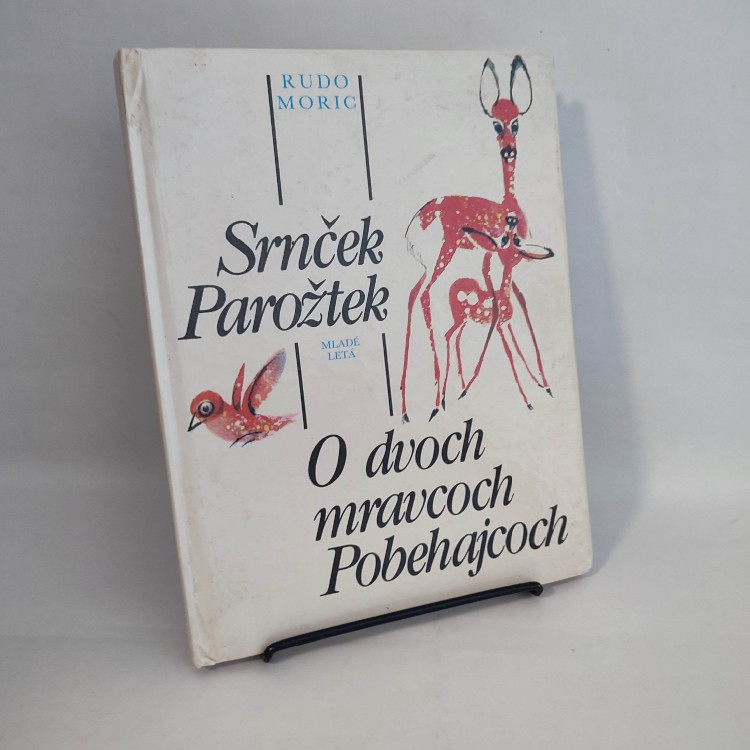 RUDO
MORIC
Srnček
Parožtek
MLADÉ
LETÁ
O dvoch
mravcoch
Pobehajcoch